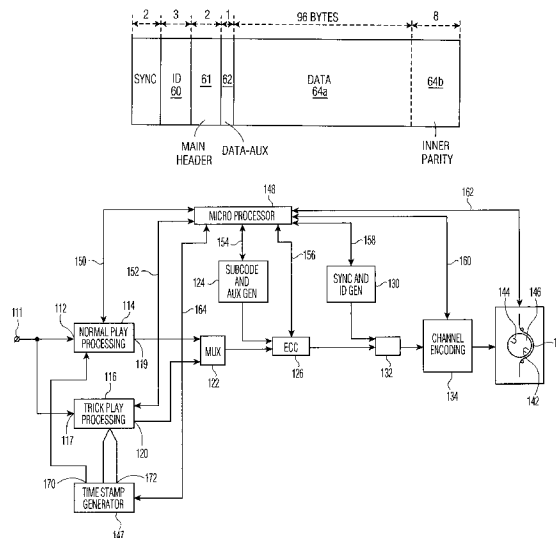 2 3 2 1 96 BYTES 8
SYNC ID 60 61 62 DATA 64a 64b
MAIN HEADER DATA-AUX INNER PARITY
148
MICRO PROCESSOR
162
159 152 154 156 158 160
164
124 SUBCODE AND AUX GEN
SYNC AND ID GEN 130
111 112 114
NORMAL PLAY PROCESSING
119
MUX
122
ECC
126
132
CHANNEL ENCODING
134
144 146
142
116
TRICK PLAY PROCESSING
117 120
170 172
TIME STAMP GENERATOR
147